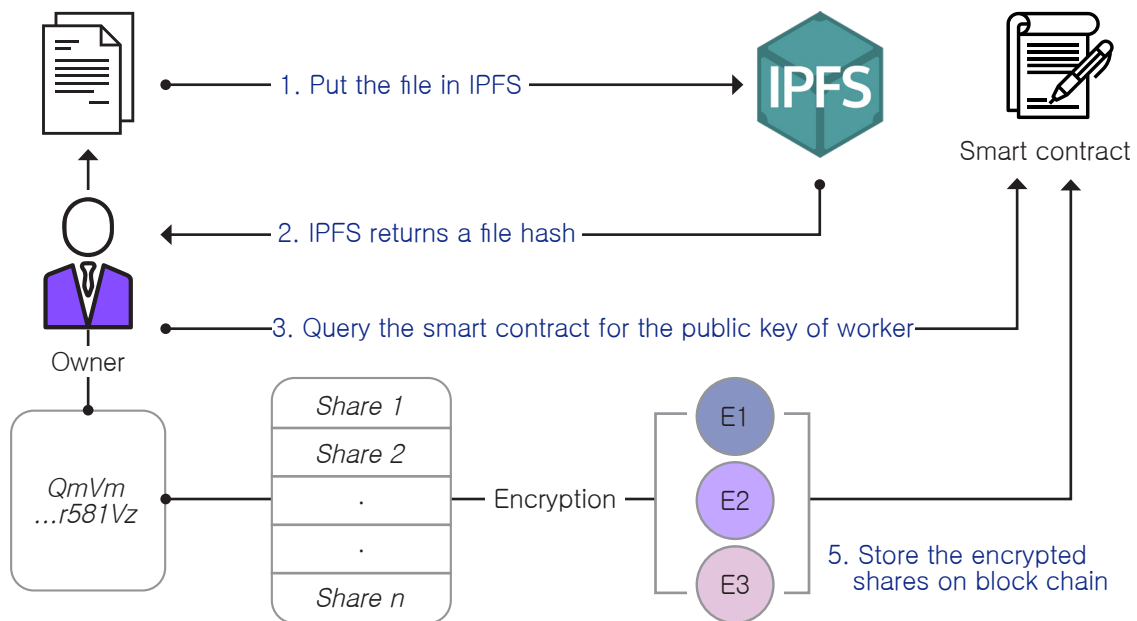 1. Put the file in IPFS
IPFS
Smart contract
2. IPFS returns a file hash
3. Query the smart contract for the public key of worker
Owner
QmVm
...r581Vz
Share 1
Share 2
.
.
Share n
Encryption
E1
E2
E3
5. Store the encrypted
shares on block chain